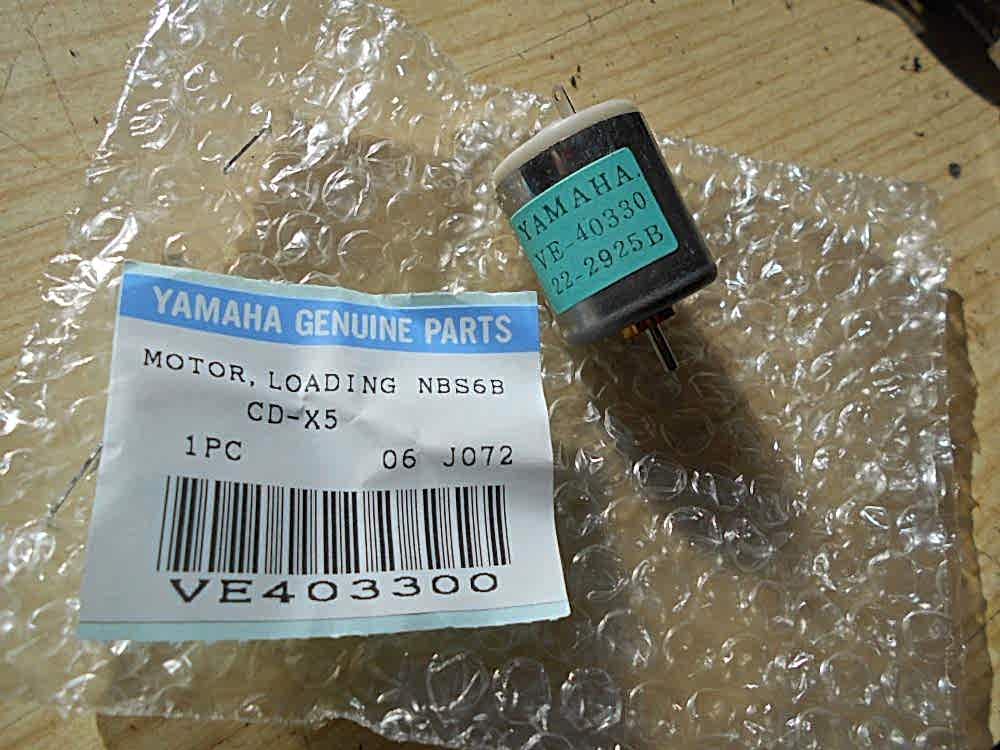 YAMAHA.
VE-40330
22-2925B
YAMAHA GENUINE PARTS
MOTOR, LOADING NBS6B
CD-X5
1PC 06 J072
VE403300